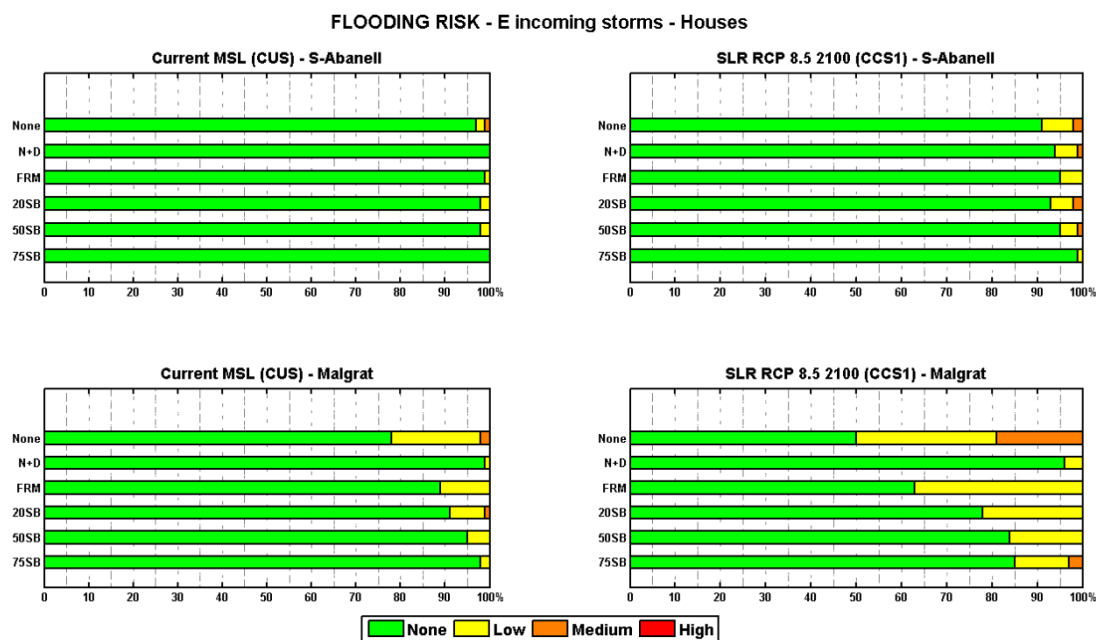 FLOODING RISK - E incoming storms - Houses
Current MSL (CUS) - S-Abanell
None
N+D
FRM
20SB
50SB
75SB
0 10 20 30 40 50 60 70 80 90 100%
SLR RCP 8.5 2100 (CCS1) - S-Abanell
None
N+D
FRM
20SB
50SB
75SB
0 10 20 30 40 50 60 70 80 90 100%
Current MSL (CUS) - Malgrat
None
N+D
FRM
20SB
50SB
75SB
0 10 20 30 40 50 60 70 80 90 100%
SLR RCP 8.5 2100 (CCS1) - Malgrat
None
N+D
FRM
20SB
50SB
75SB
0 10 20 30 40 50 60 70 80 90 100%
None Low Medium High